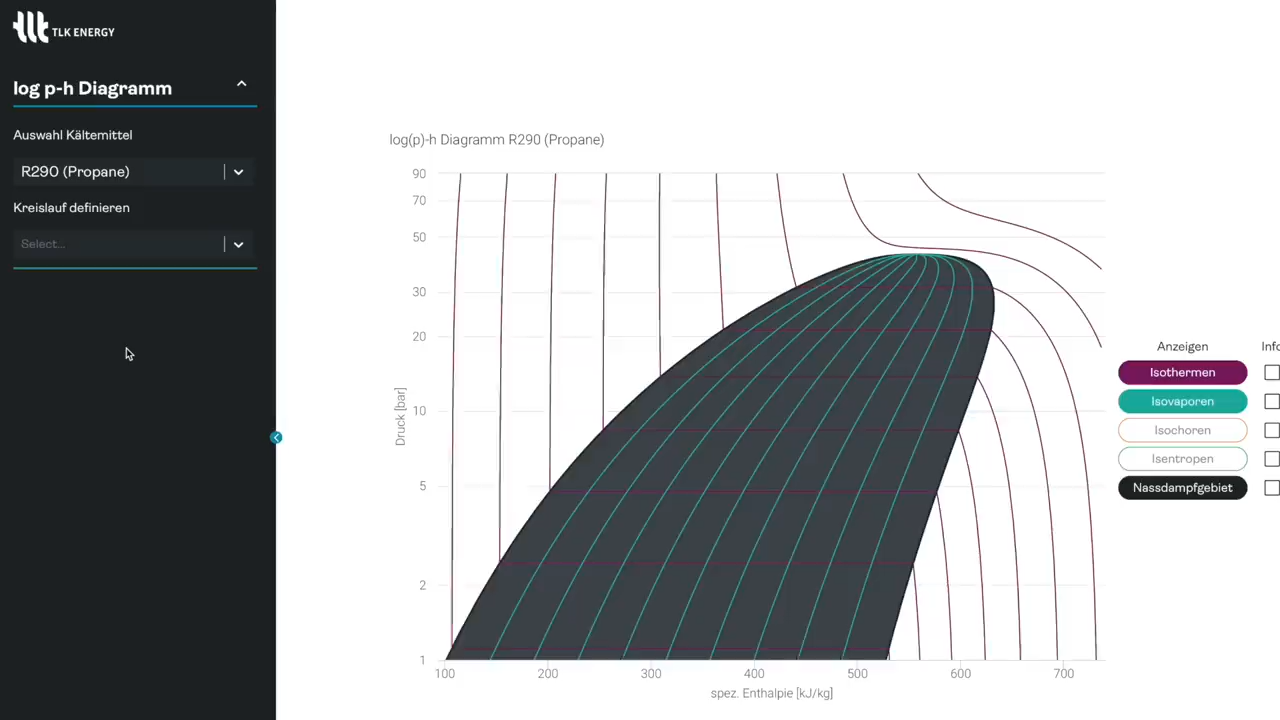 TLK ENERGY
log p-h Diagramm
Auswahl Kältemittel
R290 (Propane)
Kreislauf definieren
Select...
log(p)-h Diagramm R290 (Propane)
90
70
50
30
20
10
5
2
1
Druck [bar]
100 200 300 400 500 600 700
spez. Enthalpie [kJ/kg]
Anzeigen Info
Isothermen
Isovaporen
Isochoren
Isentropen
Nassdampfgebiet